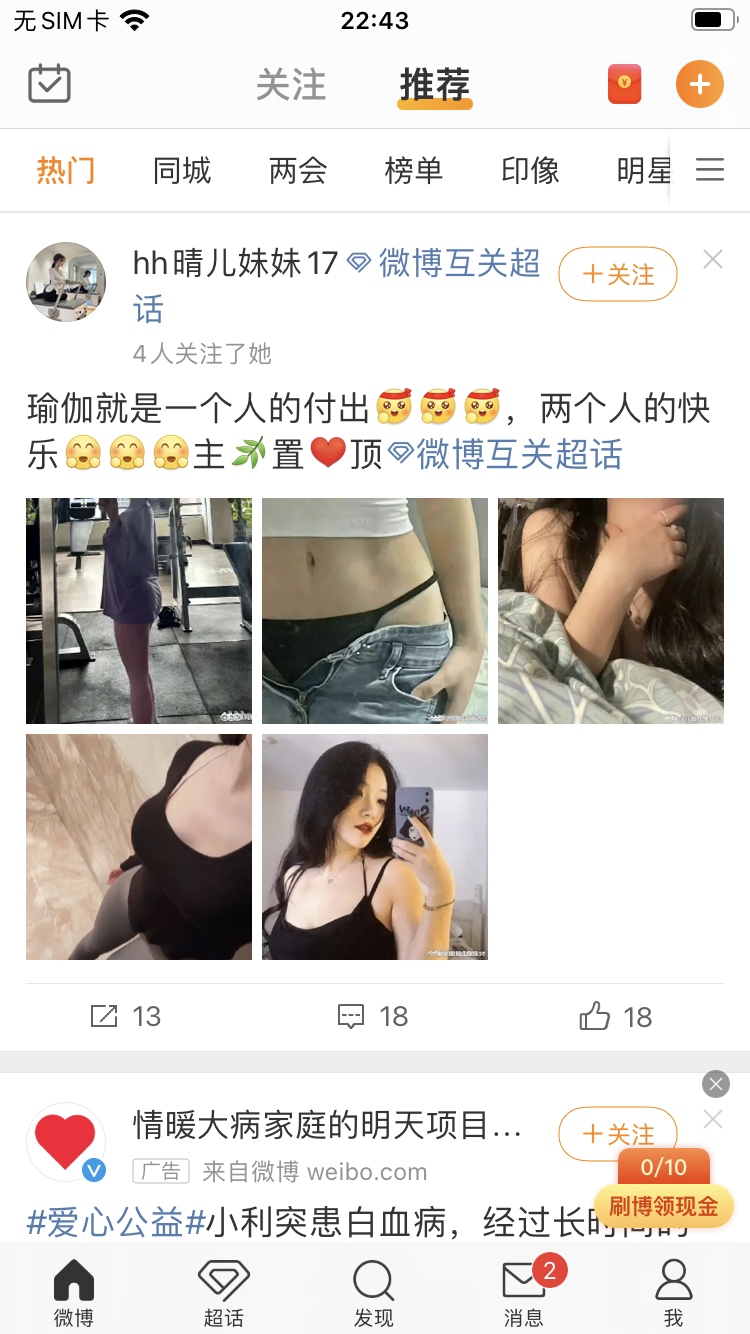 无SIM卡
22:43
关注
推荐
热门
同城
两会
榜单
印像
明星
hh晴儿妹妹17 微博互关超
话
+关注
4人关注了她
瑜伽就是一个人的付出🥰🥰🥰，两个人的快
乐🤗🤗🤗主🌿置❤️顶微博互关超话
13
18
18
情暖大病家庭的明天项目...
+关注
广告 来自微博 weibo.com
0/10
刷博领现金
#爱心公益#小利突患白血病，经过长时间的
微博
超话
发现
2
消息
我